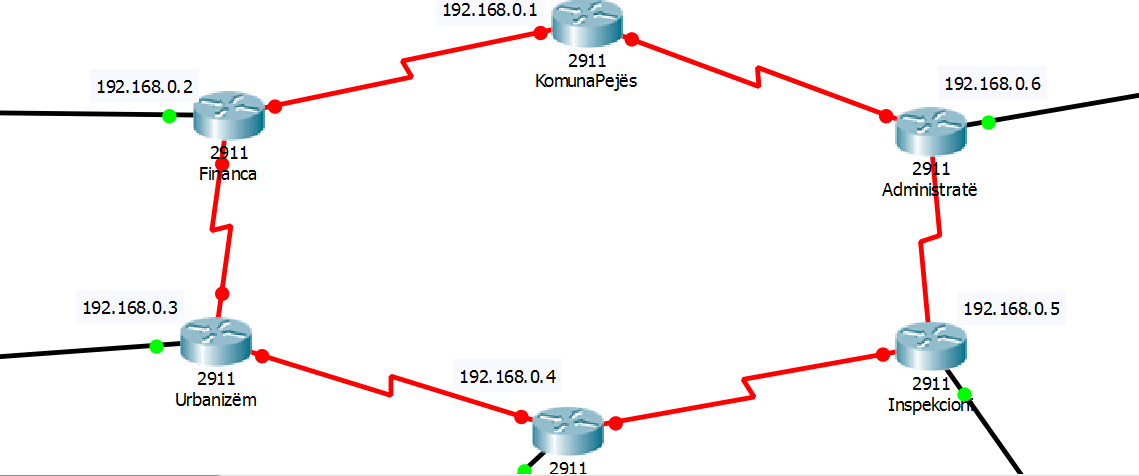 192.168.0.1
2911
KomunaPejës
192.168.0.2
2911
Financa
192.168.0.6
2911
Administratë
192.168.0.3
2911
Urbanizëm
192.168.0.5
2911
Inspekcioni
192.168.0.4
2911